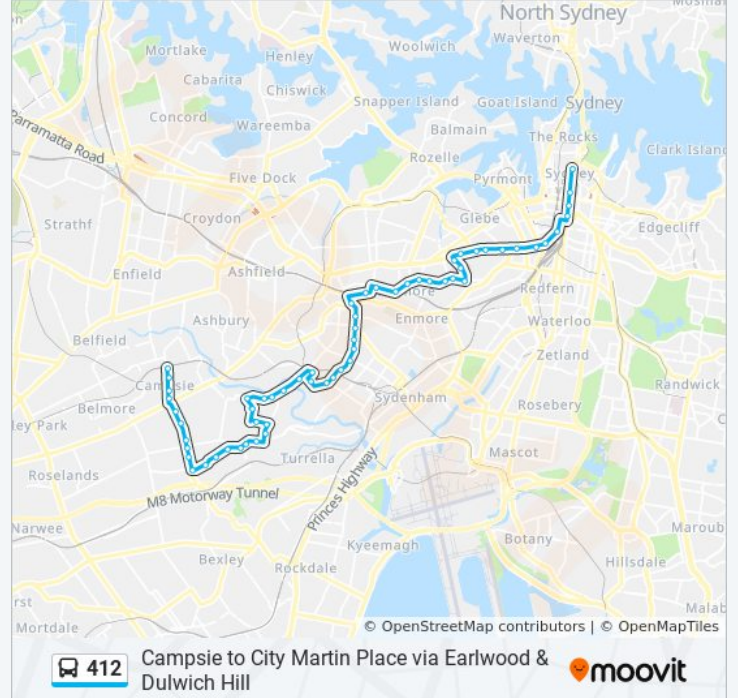 North Sydney
Waverton
Mortlake
Henley
Woolwich
Cabarita
Chiswick
Snapper Island
Goat Island
Sydney
Concord
Wareemba
Balmain
The Rocks
Parramatta Road
Rozelle
Clark Island
Five Dock
Pyrmont
Sydney
Strathf
Croydon
Glebe
Edgecliff
Enfield
Ashfield
Redfern
Ashbury
Enmore
Waterloo
Belfield
Zetland
Campsie
Randwick
Belmore
Sydenham
Rosebery
ley Park
Turrella
Mascot
Roselands
M8 Motorway Tunnel
Princes Highway
Narwee
Kyeemagh
Botany
Maroub
Bexley
Rockdale
Hillsdale
rst
Malab
Mortdale
© OpenStreetMap contributors | © OpenMapTiles
412
Campsie to City Martin Place via Earlwood &
Dulwich Hill
moovit